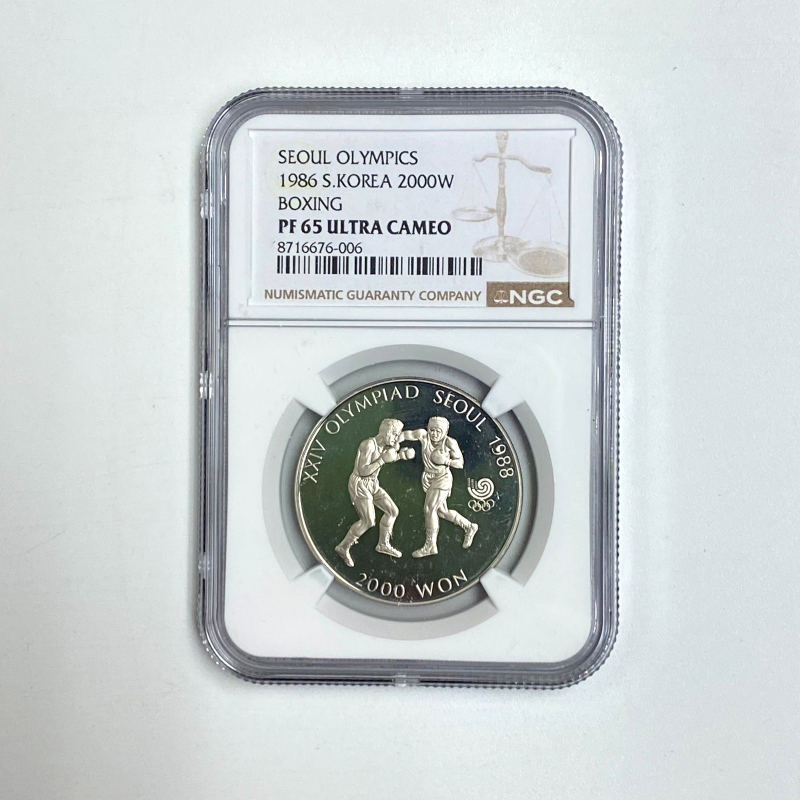 SEOUL OLYMPICS
1986 S.KOREA 2000W
BOXING
PF 65 ULTRA CAMEO
8716676-006
NUMISMATIC GUARANTY COMPANY NGC
XXIV OLYMPIAD SEOUL 1988
2000 WON